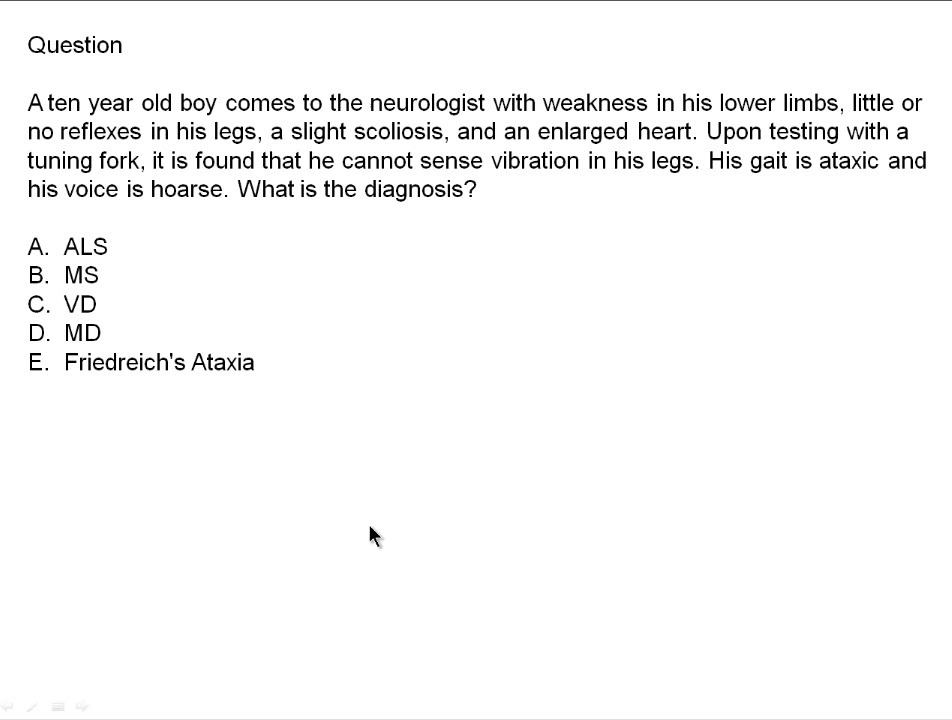 Question
A ten year old boy comes to the neurologist with weakness in his lower limbs, little or
no reflexes in his legs, a slight scoliosis, and an enlarged heart. Upon testing with a
tuning fork, it is found that he cannot sense vibration in his legs. His gait is ataxic and
his voice is hoarse. What is the diagnosis?
A. ALS
B. MS
C. VD
D. MD
E. Friedreich's Ataxia